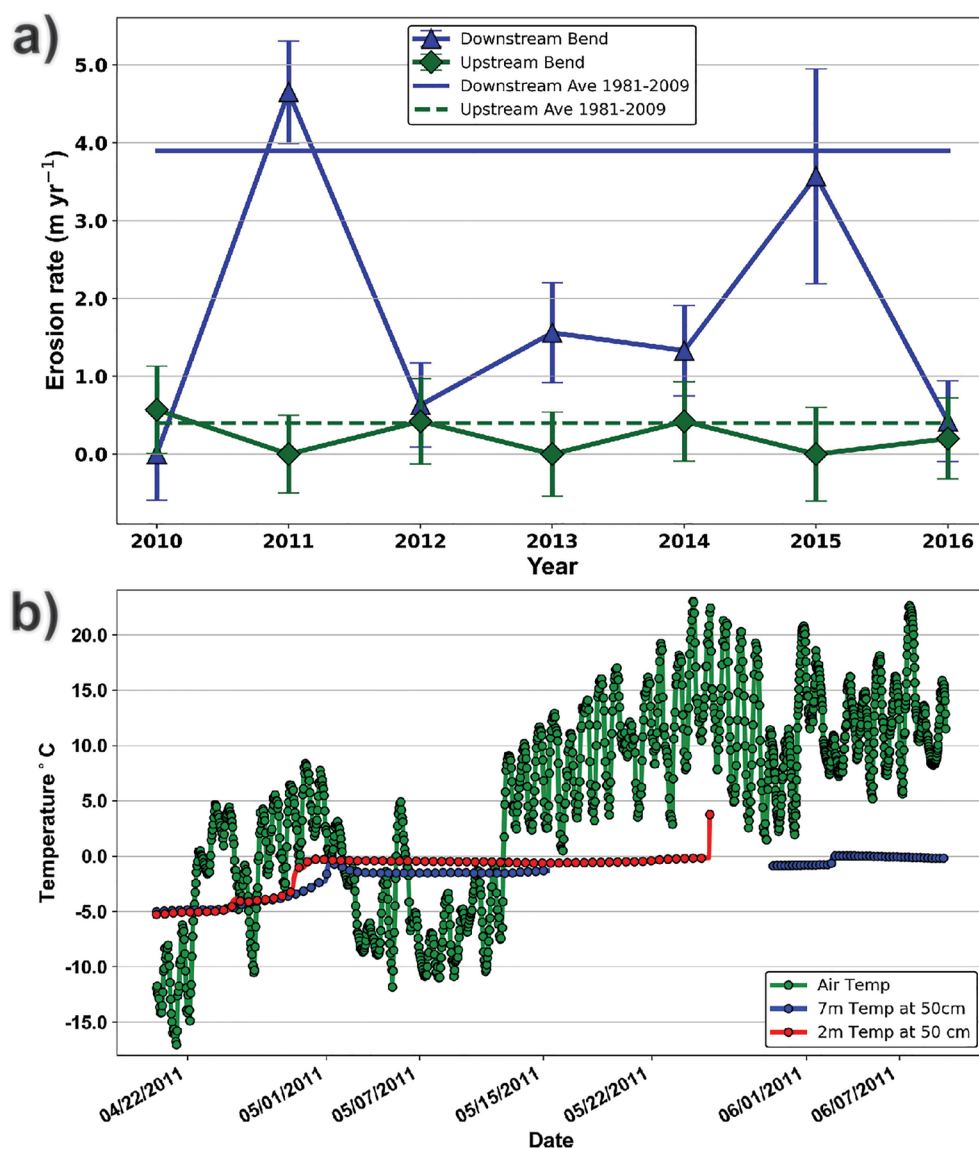 a)
Downstream Bend
Upstream Bend
Downstream Ave 1981-2009
Upstream Ave 1981-2009
5.0
4.0
3.0
2.0
1.0
0.0
Erosion rate (m yr⁻¹)
2010 2011 2012 2013 2014 2015 2016
Year
b)
20.0
15.0
10.0
5.0
0.0
-5.0
-10.0
-15.0
Temperature °C
Air Temp
7m Temp at 50cm
2m Temp at 50 cm
04/22/2011 05/01/2011 05/07/2011 05/15/2011 05/22/2011 06/01/2011 06/07/2011
Date